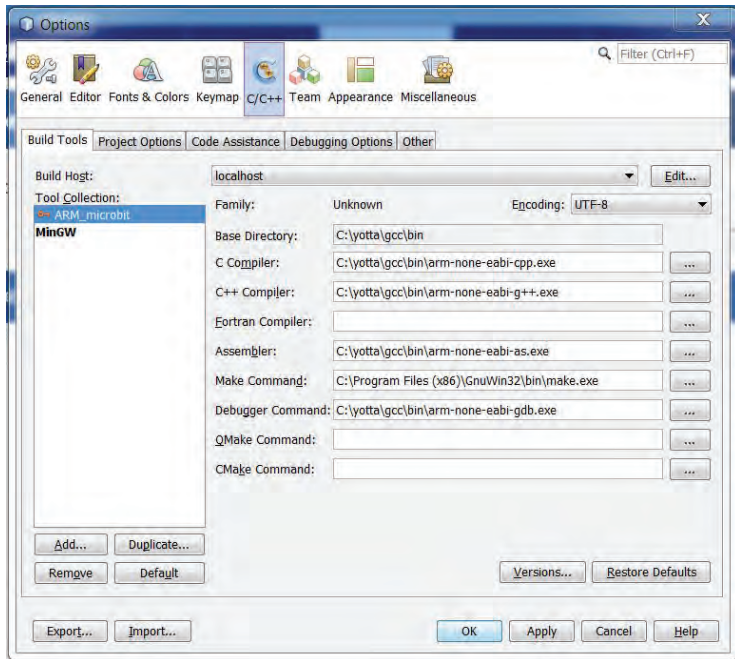 Options
X
Filter (Ctrl+F)
General Editor Fonts & Colors Keymap C/C++ Team Appearance Miscellaneous
Build Tools Project Options Code Assistance Debugging Options Other
Build Host: localhost Edit...
Tool Collection:
ARM_microbit
MinGW
Family: Unknown Encoding: UTF-8
Base Directory: C:\yotta\gcc\bin
C Compiler: C:\yotta\gcc\bin\arm-none-eabi-cpp.exe ...
C++ Compiler: C:\yotta\gcc\bin\arm-none-eabi-g++.exe ...
Fortran Compiler: ...
Assembler: C:\yotta\gcc\bin\arm-none-eabi-as.exe ...
Make Command: C:\Program Files (x86)\GnuWin32\bin\make.exe ...
Debugger Command: C:\yotta\gcc\bin\arm-none-eabi-gdb.exe ...
QMake Command: ...
CMake Command: ...
Add... Duplicate...
Remove Default
Versions... Restore Defaults
Export... Import... OK Apply Cancel Help